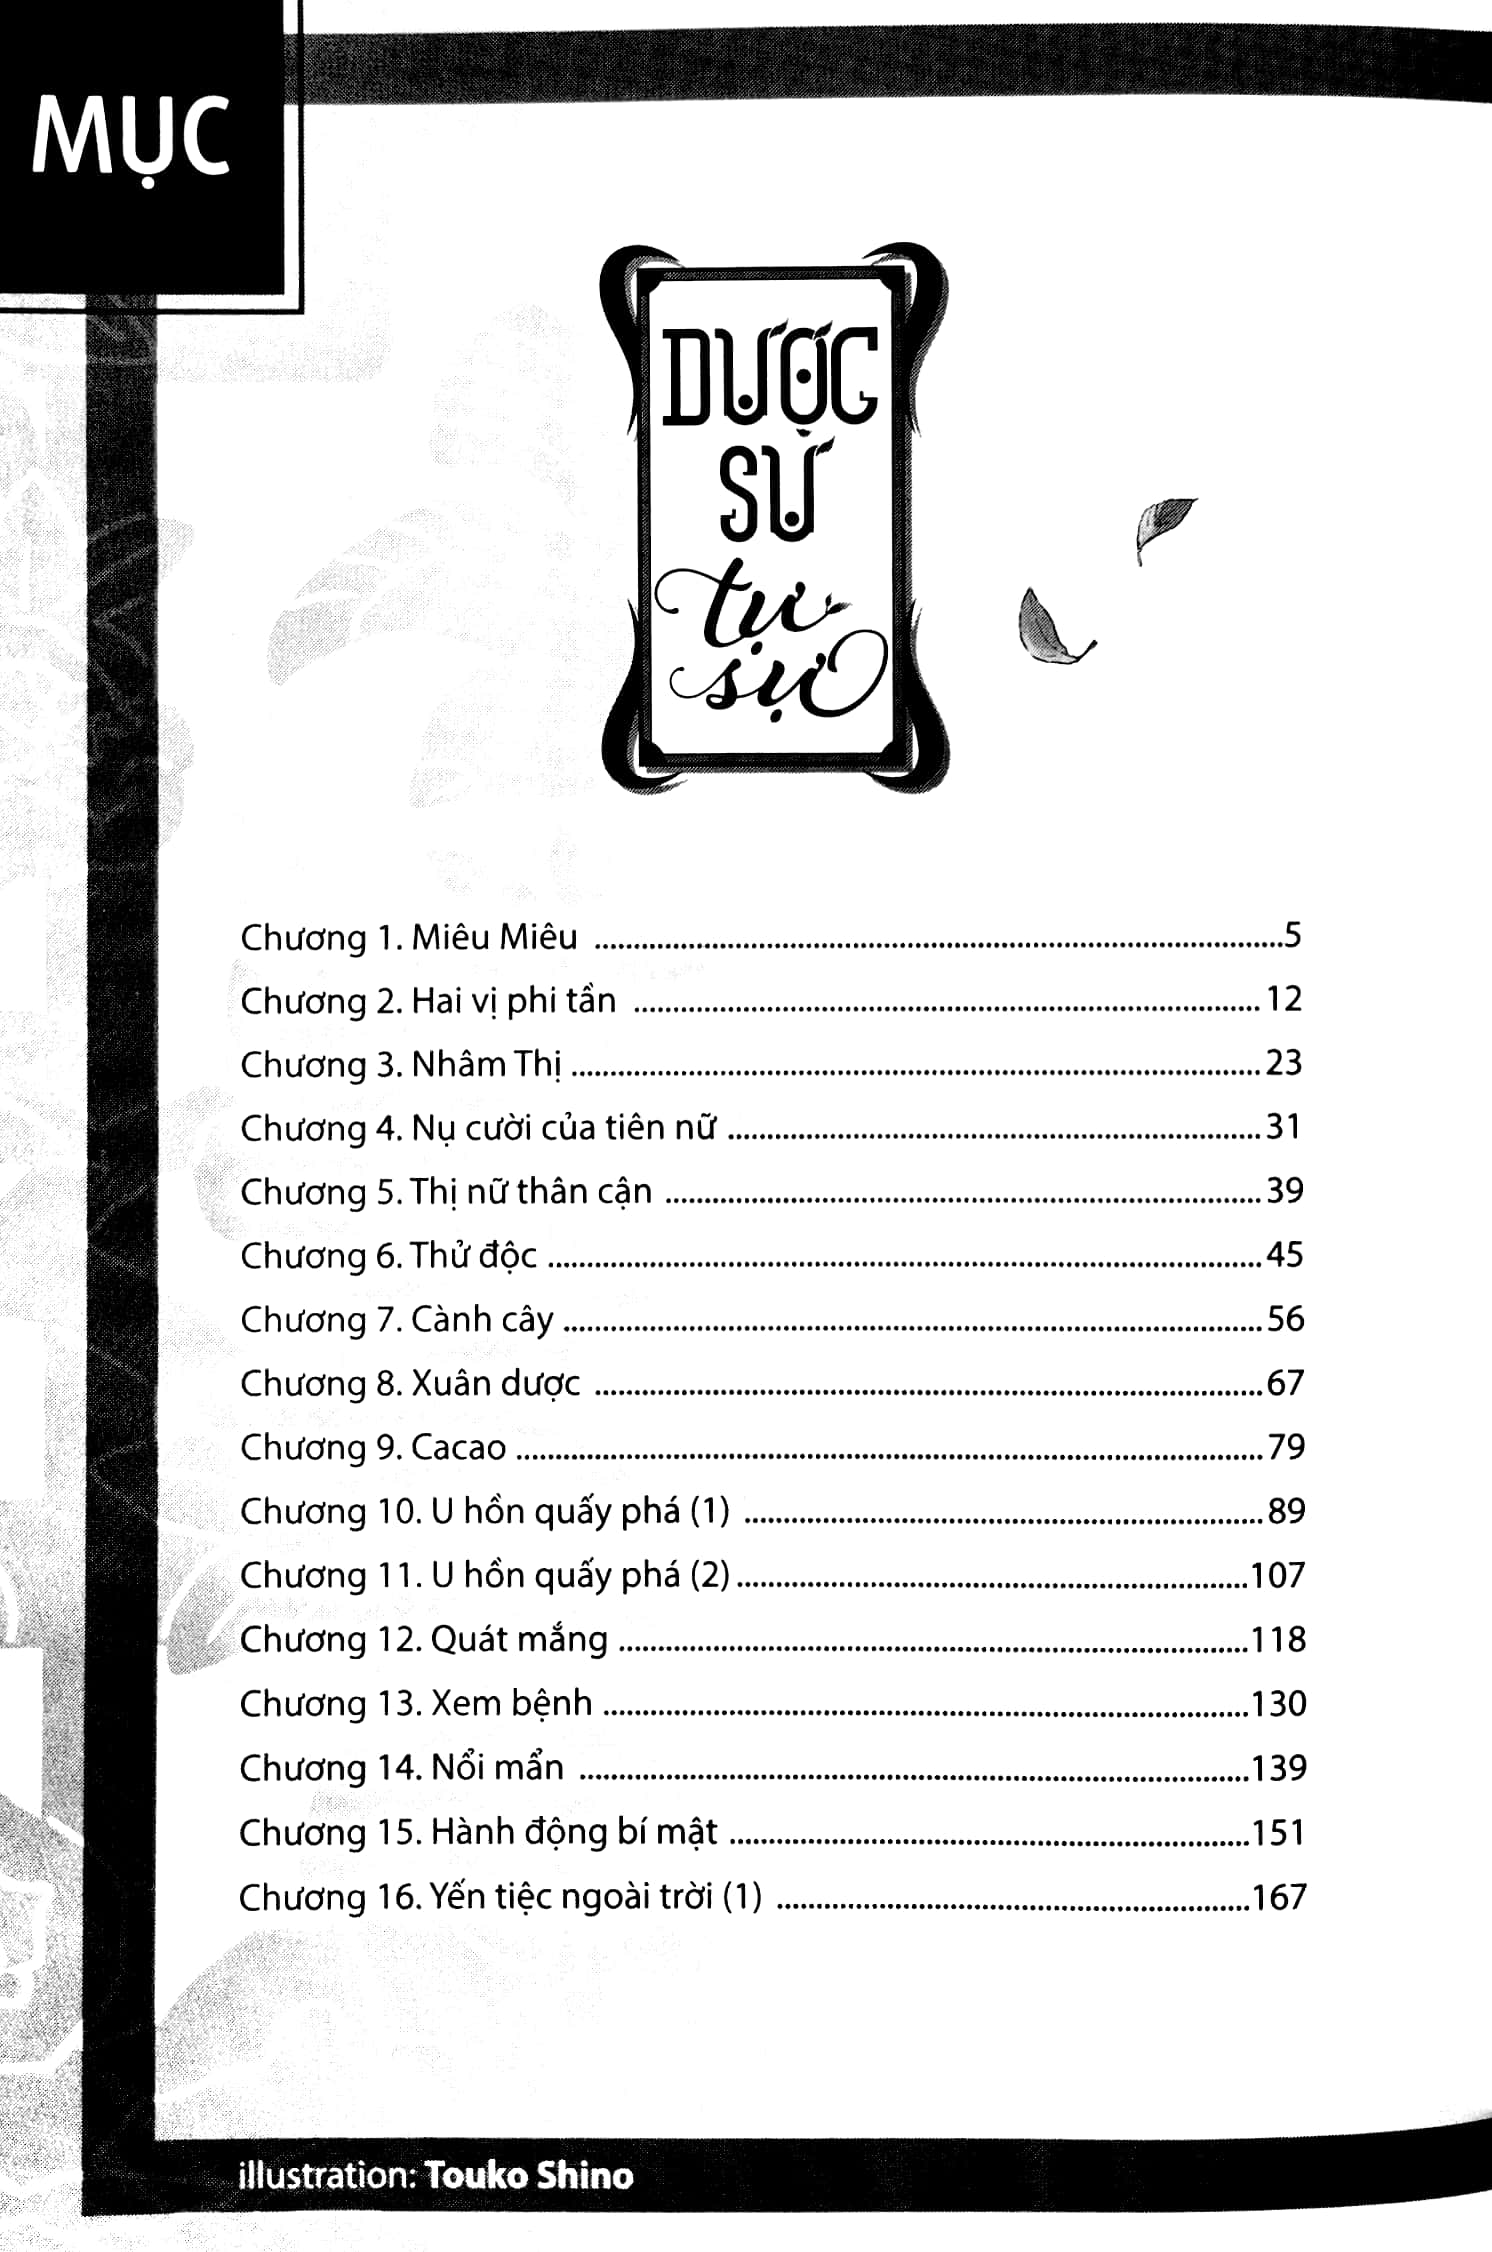 MỤC
DƯỢC
SƯ
tự
sự
Chương 1. Miêu Miêu ........................................5
Chương 2. Hai vị phi tần ........................................ 12
Chương 3. Nhâm Thị ........................................ 23
Chương 4. Nụ cười của tiên nữ ........................................ 31
Chương 5. Thị nữ thân cận ........................................ 39
Chương 6. Thử độc ........................................ 45
Chương 7. Cành cây ........................................ 56
Chương 8. Xuân dược ........................................ 67
Chương 9. Cacao ........................................ 79
Chương 10. U hồn quấy phá (1) ........................................ 89
Chương 11. U hồn quấy phá (2) ........................................107
Chương 12. Quát mắng ........................................118
Chương 13. Xem bệnh ........................................130
Chương 14. Nổi mẩn ........................................139
Chương 15. Hành động bí mật ........................................151
Chương 16. Yến tiệc ngoài trời (1) ........................................167
illustration: Touko Shino